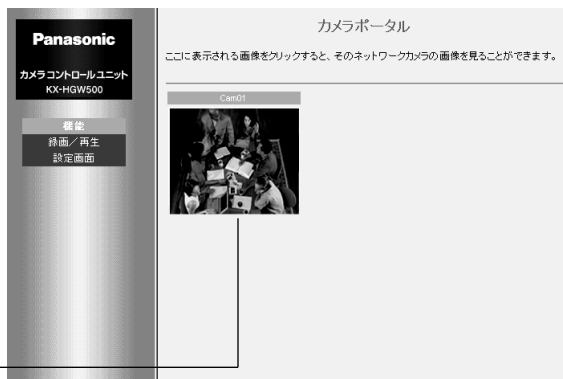 Panasonic
カメラコントロールユニット
KX-HGW500
機能
録画／再生
設定画面
カメラポータル
ここに表示される画像をクリックすると、そのネットワークカメラの画像を見ることができます。
Cam01